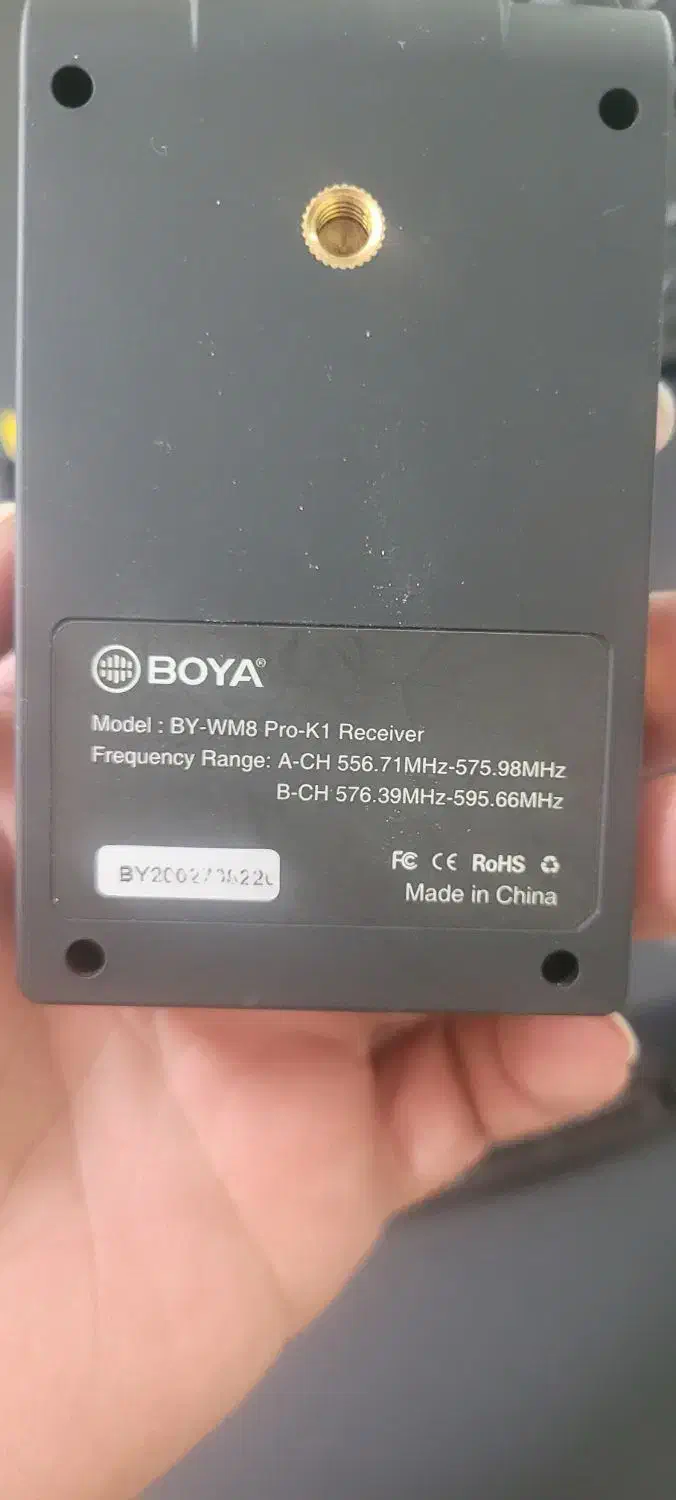 BOYA®
Model : BY-WM8 Pro-K1 Receiver
Frequency Range: A-CH 556.71MHz-575.98MHz
B-CH 576.39MHz-595.66MHz
FC CE RoHS
Made in China